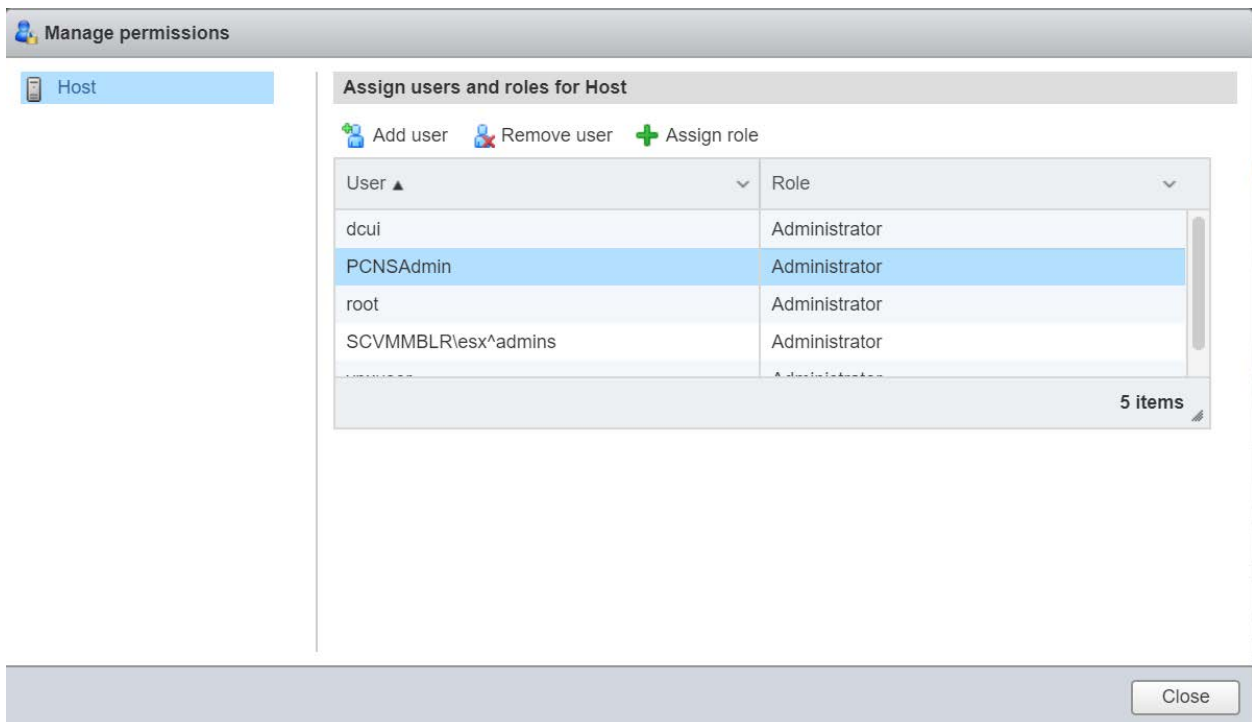 Manage permissions
Host
Assign users and roles for Host
Add user Remove user Assign role
User ▲ Role
dcui Administrator
PCNSAdmin Administrator
root Administrator
SCVMMBLR\esx^admins Administrator
5 items
Close